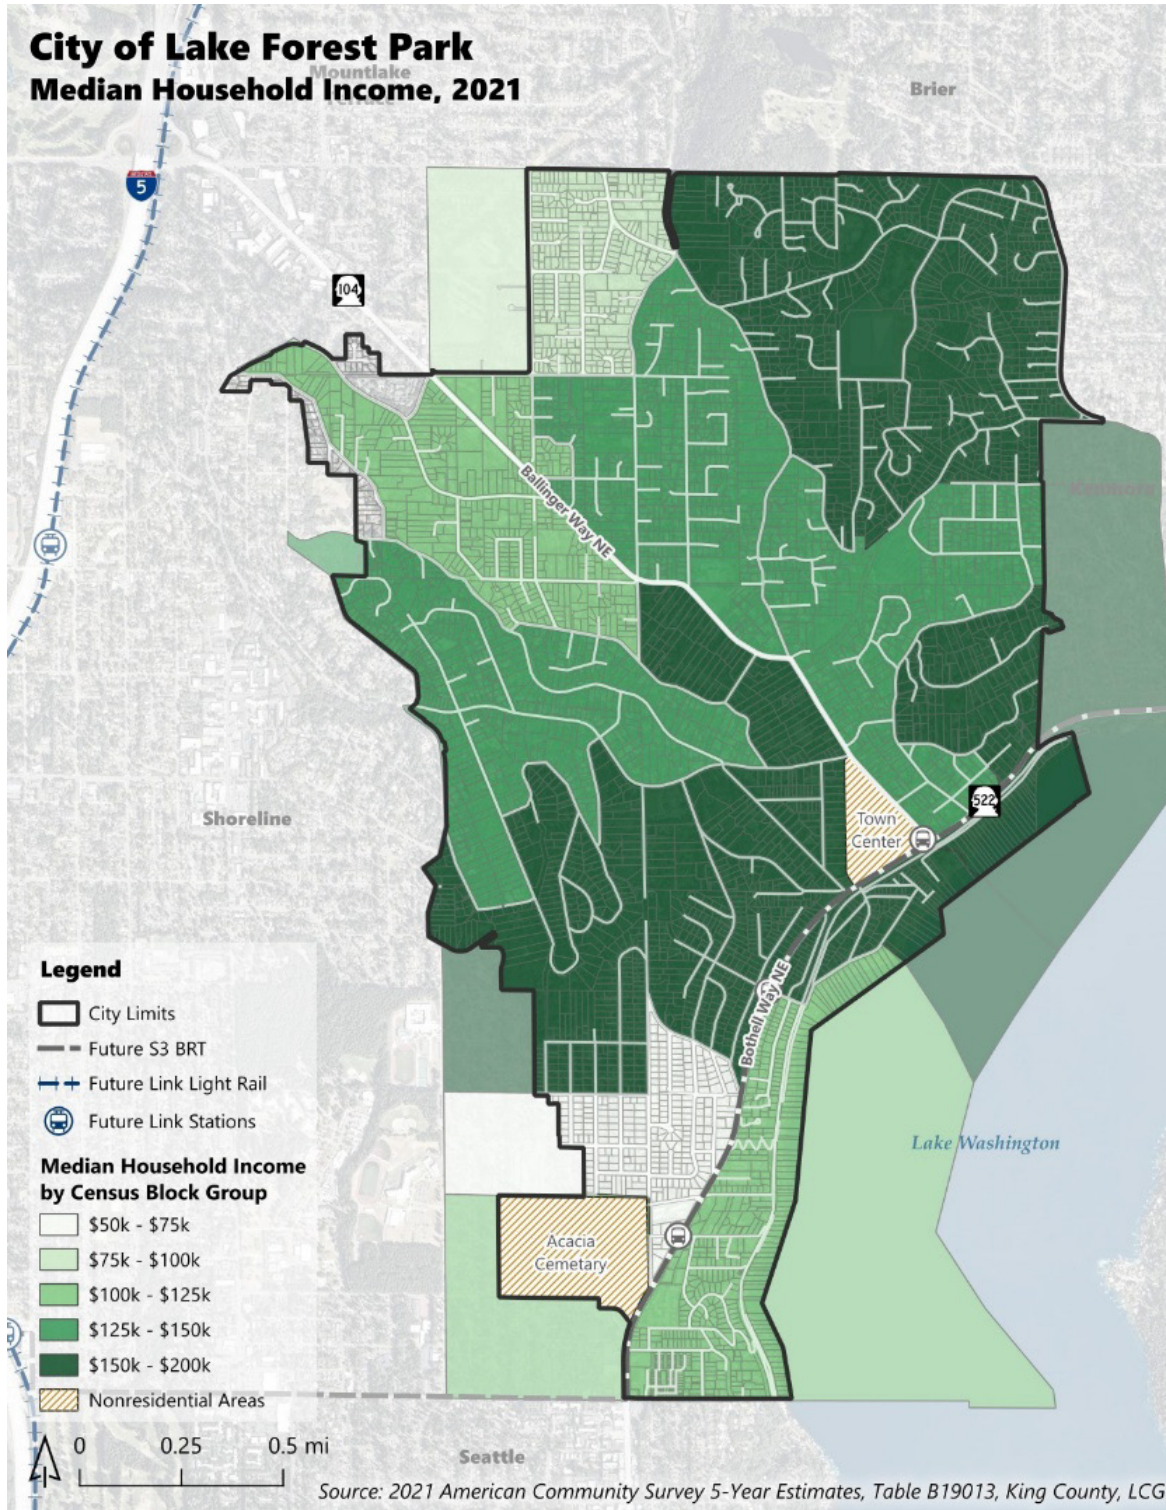 City of Lake Forest Park
Median Household Income, 2021
Mountlake
Terrace
Brier
5
104
Kenmore
Ballinger Way NE
Shoreline
Town
Center
522
Bothell Way NE
Lake Washington
Acacia
Cemetary
Seattle
Legend
City Limits
Future S3 BRT
Future Link Light Rail
Future Link Stations
Median Household Income
by Census Block Group
$50k - $75k
$75k - $100k
$100k - $125k
$125k - $150k
$150k - $200k
Nonresidential Areas
0 0.25 0.5 mi
Source: 2021 American Community Survey 5-Year Estimates, Table B19013, King County, LCG